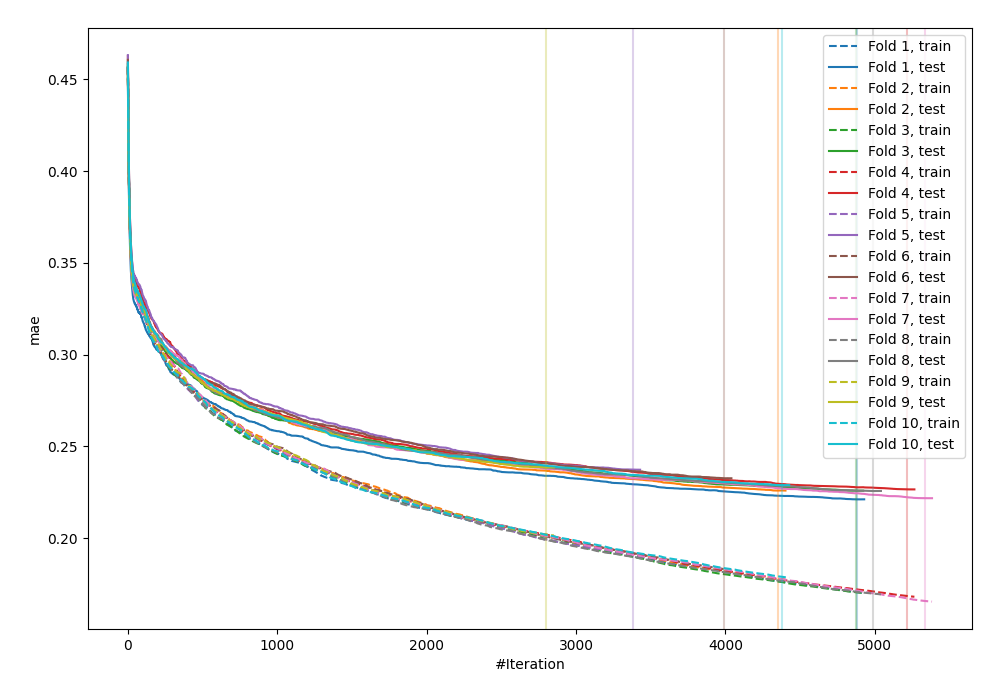 0.45
0.40
0.35
0.30
0.25
0.20
mae
0 1000 2000 3000 4000 5000
#Iteration
Fold 1, train
Fold 1, test
Fold 2, train
Fold 2, test
Fold 3, train
Fold 3, test
Fold 4, train
Fold 4, test
Fold 5, train
Fold 5, test
Fold 6, train
Fold 6, test
Fold 7, train
Fold 7, test
Fold 8, train
Fold 8, test
Fold 9, train
Fold 9, test
Fold 10, train
Fold 10, test